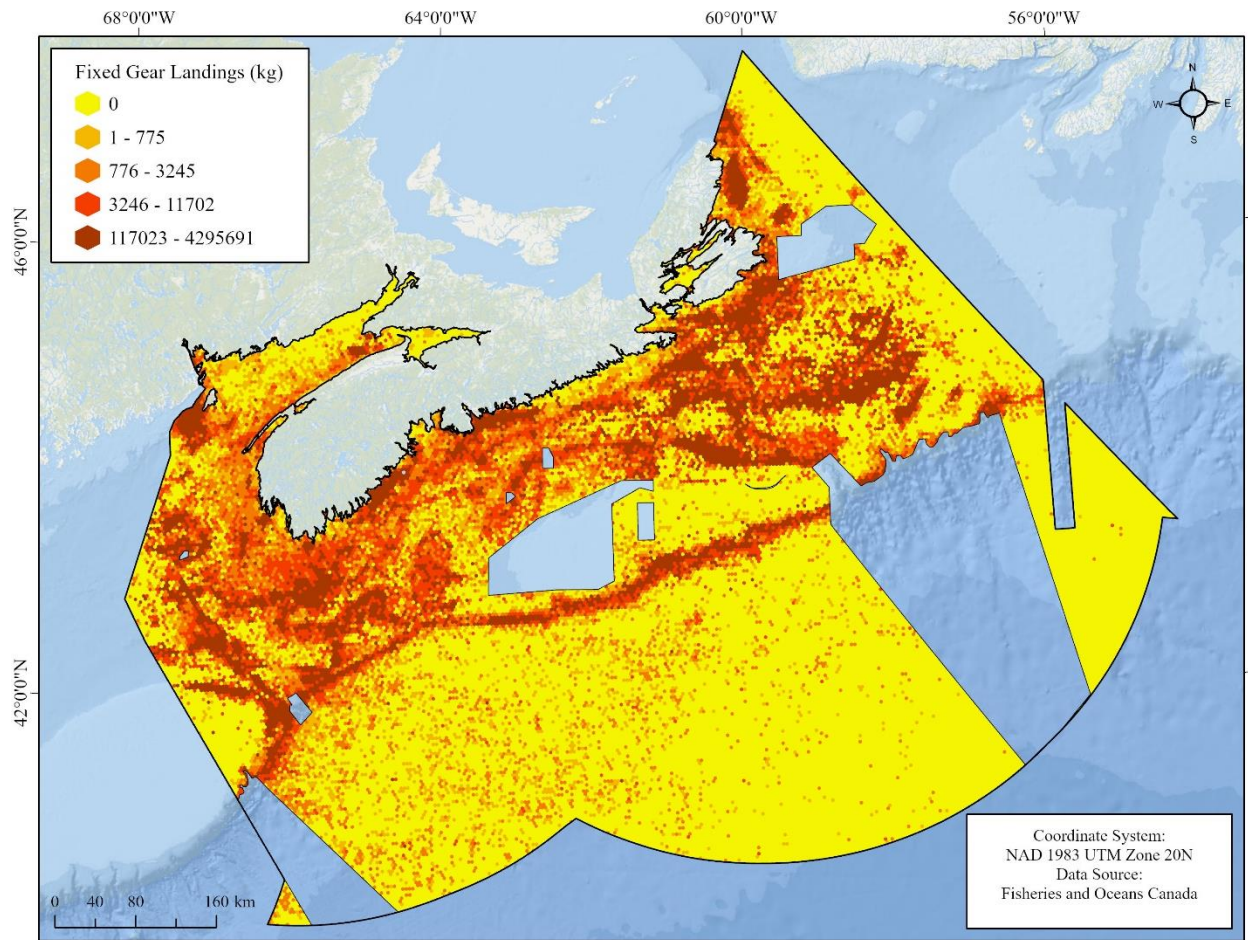 68°0'0"W 64°0'0"W 60°0'0"W 56°0'0"W
Fixed Gear Landings (kg)
0
1 - 775
776 - 3245
3246 - 11702
117023 - 4295691
N
W E
S
46°0'0"N
42°0'0"N
0 40 80 160 km
Coordinate System:
NAD 1983 UTM Zone 20N
Data Source:
Fisheries and Oceans Canada